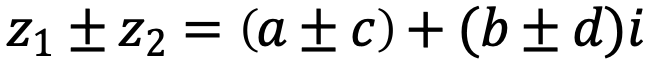 z₁ ± z₂ = (a ± c) + (b ± d)i